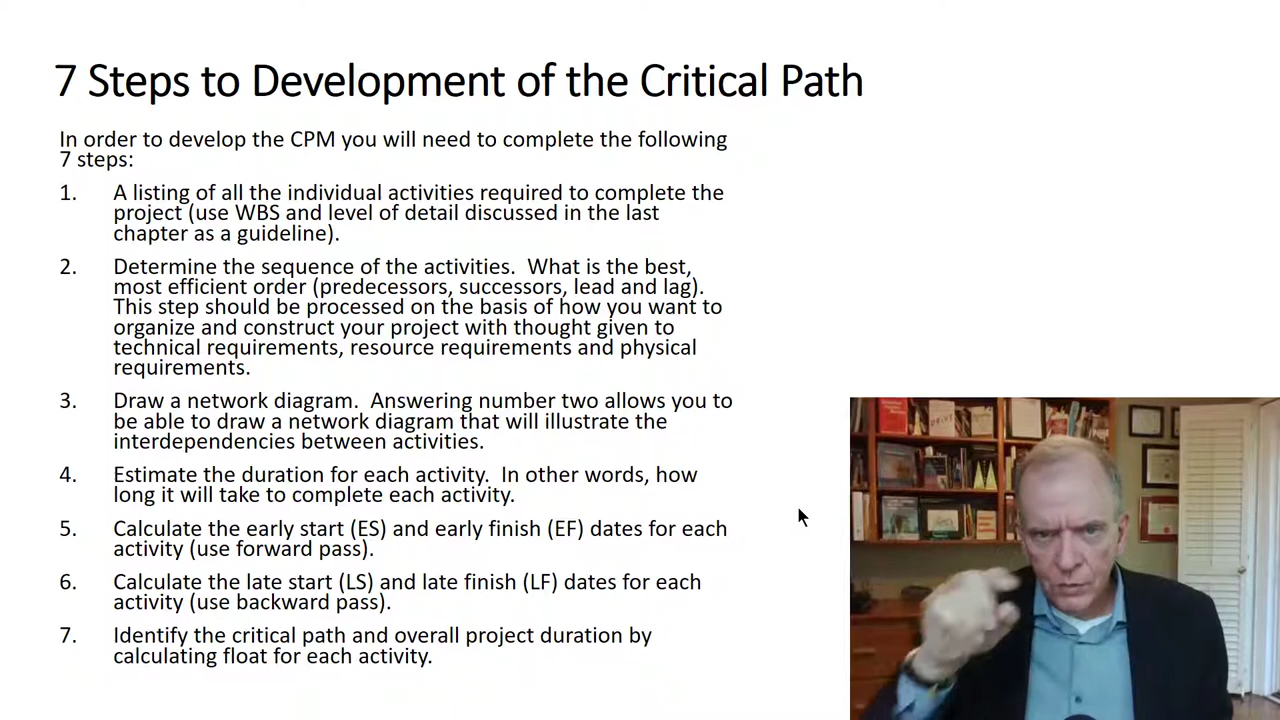 7 Steps to Development of the Critical Path
In order to develop the CPM you will need to complete the following
7 steps:
1. A listing of all the individual activities required to complete the
project (use WBS and level of detail discussed in the last
chapter as a guideline).
2. Determine the sequence of the activities.  What is the best,
most efficient order (predecessors, successors, lead and lag).
This step should be processed on the basis of how you want to
organize and construct your project with thought given to
technical requirements, resource requirements and physical
requirements.
3. Draw a network diagram.  Answering number two allows you to
be able to draw a network diagram that will illustrate the
interdependencies between activities.
4. Estimate the duration for each activity.  In other words, how
long it will take to complete each activity.
5. Calculate the early start (ES) and early finish (EF) dates for each
activity (use forward pass).
6. Calculate the late start (LS) and late finish (LF) dates for each
activity (use backward pass).
7. Identify the critical path and overall project duration by
calculating float for each activity.